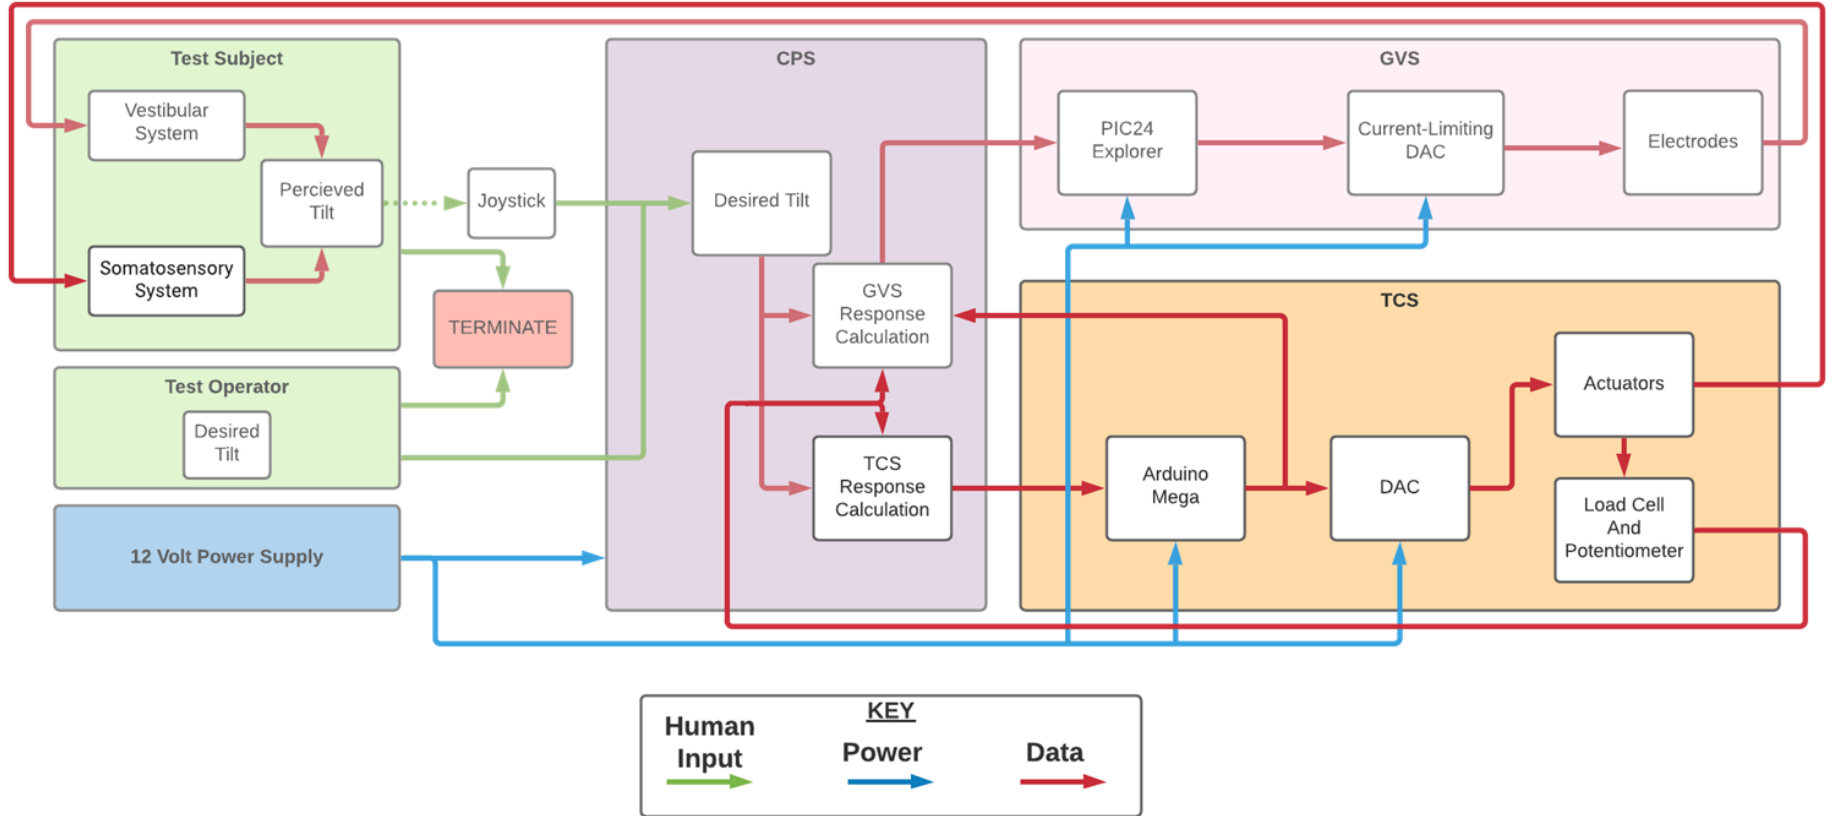 Test Subject
Vestibular
System
Percieved
Tilt
Somatosensory
System
Joystick
TERMINATE
Test Operator
Desired
Tilt
12 Volt Power Supply
CPS
Desired Tilt
GVS
Response
Calculation
TCS
Response
Calculation
GVS
PIC24
Explorer
Current-Limiting
DAC
Electrodes
TCS
Actuators
Arduino
Mega
DAC
Load Cell
And
Potentiometer
KEY
Human
Input
Power
Data